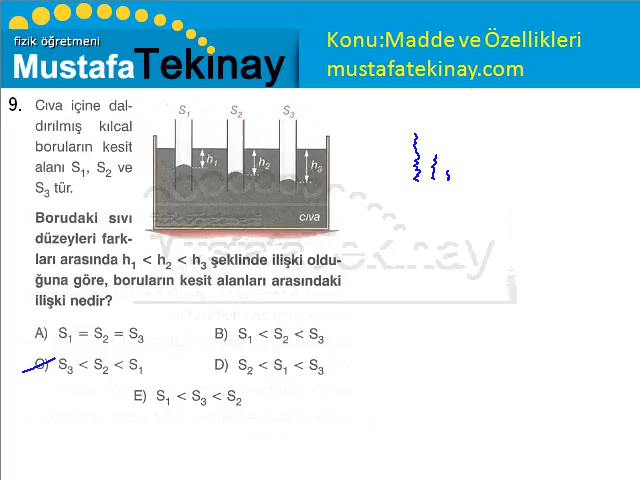 fizik öğretmeni
Mustafa Tekinay
Konu:Madde ve Özellikleri
mustafatekinay.com
9. Cıva içine dal-
dırılmış kılcal
boruların kesit
alanı S1, S2 ve
S3 tür.
S1 S2 S3
h1 h2 h3
cıva
Borudaki sıvı
düzeyleri fark-
ları arasında h1 < h2 < h3 şeklinde ilişki oldu-
ğuna göre, boruların kesit alanları arasındaki
ilişki nedir?
A) S1 = S2 = S3
B) S1 < S2 < S3
C) S3 < S2 < S1
D) S2 < S1 < S3
E) S1 < S3 < S2
MustafaTekinay